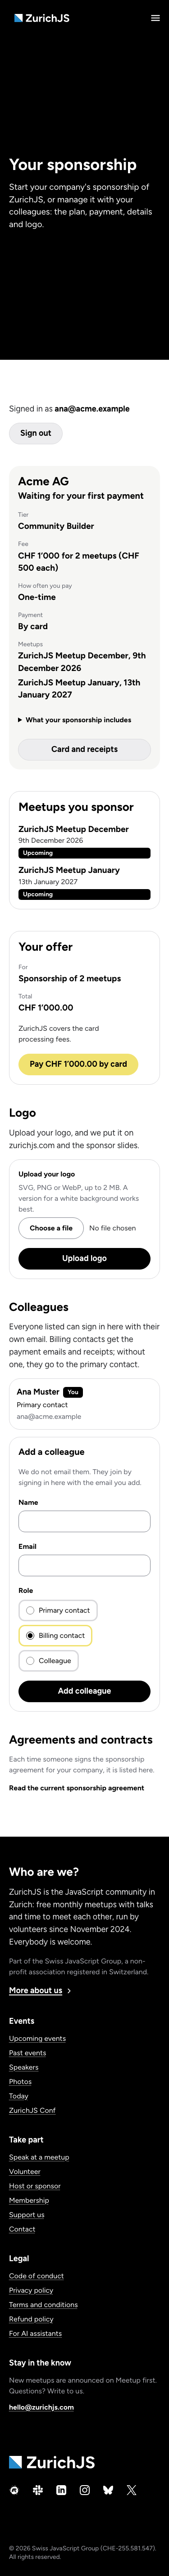 ZurichJS
Your sponsorship
Start your company's sponsorship of
ZurichJS, or manage it with your
colleagues: the plan, payment, details
and logo.
Signed in as ana@acme.example
Sign out
Acme AG
Waiting for your first payment
Tier
Community Builder
Fee
CHF 1’000 for 2 meetups (CHF
500 each)
How often you pay
One-time
Payment
By card
Meetups
ZurichJS Meetup December, 9th
December 2026
ZurichJS Meetup January, 13th
January 2027
What your sponsorship includes
Card and receipts
Meetups you sponsor
ZurichJS Meetup December
9th December 2026
Upcoming
ZurichJS Meetup January
13th January 2027
Upcoming
Your offer
For
Sponsorship of 2 meetups
Total
CHF 1’000.00
ZurichJS covers the card
processing fees.
Pay CHF 1’000.00 by card
Logo
Upload your logo, and we put it on
zurichjs.com and the sponsor slides.
Upload your logo
SVG, PNG or WebP, up to 2 MB. A
version for a white background works
best.
Choose a file No file chosen
Upload logo
Colleagues
Everyone listed can sign in here with their
own email. Billing contacts get the
payment emails and receipts; without
one, they go to the primary contact.
Ana Muster You
Primary contact
ana@acme.example
Add a colleague
We do not email them. They join by
signing in here with the email you add.
Name
Email
Role
Primary contact
Billing contact
Colleague
Add colleague
Agreements and contracts
Each time someone signs the sponsorship
agreement for your company, it is listed here.
Read the current sponsorship agreement
Who are we?
ZurichJS is the JavaScript community in
Zurich: free monthly meetups with talks
and time to meet each other, run by
volunteers since November 2024.
Everybody is welcome.
Part of the Swiss JavaScript Group, a non-
profit association registered in Switzerland.
More about us
Events
Upcoming events
Past events
Speakers
Photos
Today
ZurichJS Conf
Take part
Speak at a meetup
Volunteer
Host or sponsor
Membership
Support us
Contact
Legal
Code of conduct
Privacy policy
Terms and conditions
Refund policy
For AI assistants
Stay in the know
New meetups are announced on Meetup first.
Questions? Write to us.
hello@zurichjs.com
ZurichJS
© 2026 Swiss JavaScript Group (CHE-255.581.547).
All rights reserved.